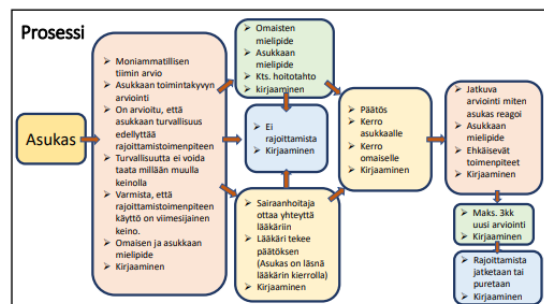 Prosessi
Asukas
Moniammatillisen
tiimin arvio
Asukkaan toimintakyvyn
arviointi
On arvioitu, että
asukkaan turvallisuus
edellyttää
rajoittamistoimenpiteen
Turvallisuutta ei voida
taata millään muulla
keinolla
Varmista, että
rajoittamistoimenpiteen
käyttö on viimesijainen
keino.
Omaisen ja asukkaan
mielipide
Kirjaaminen
Omaisten
mielipide
Asukkaan
mielipide
Kts. hoitotahto
kirjaaminen
Ei
rajoittamista
Kirjaaminen
Sairaanhoitaja
ottaa yhteyttä
lääkäriin
Lääkäri tekee
päätöksen
(Asukas on läsnä
lääkärin kierrolla)
Kirjaaminen
Päätös
Kerro
asukkaalle
Kerro
omaiselle
Kirjaaminen
Jatkuva
arviointi miten
asukas reagoi
Asukkaan
mielipide
Ehkäisevät
toimenpiteet
Kirjaaminen
Maks. 3kk
uusi arviointi
Kirjaaminen
Rajoittamista
jatketaan tai
puretaan
Kirjaaminen